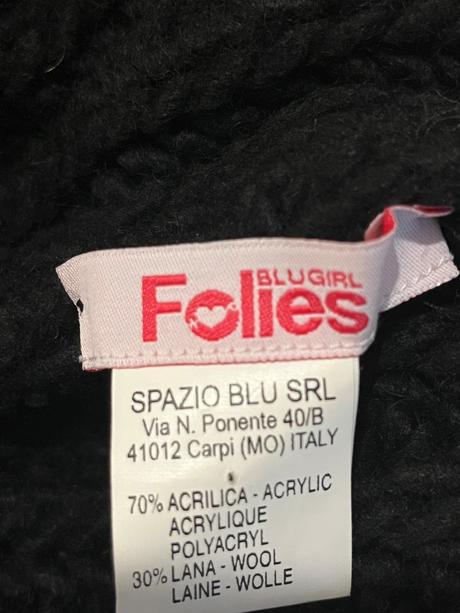 BLUGIRL
Folies
SPAZIO BLU SRL
Via N. Ponente 40/B
41012 Carpi (MO) ITALY
70% ACRILICA - ACRYLIC
ACRYLIQUE
POLYACRYL
30% LANA - WOOL
LAINE - WOLLE